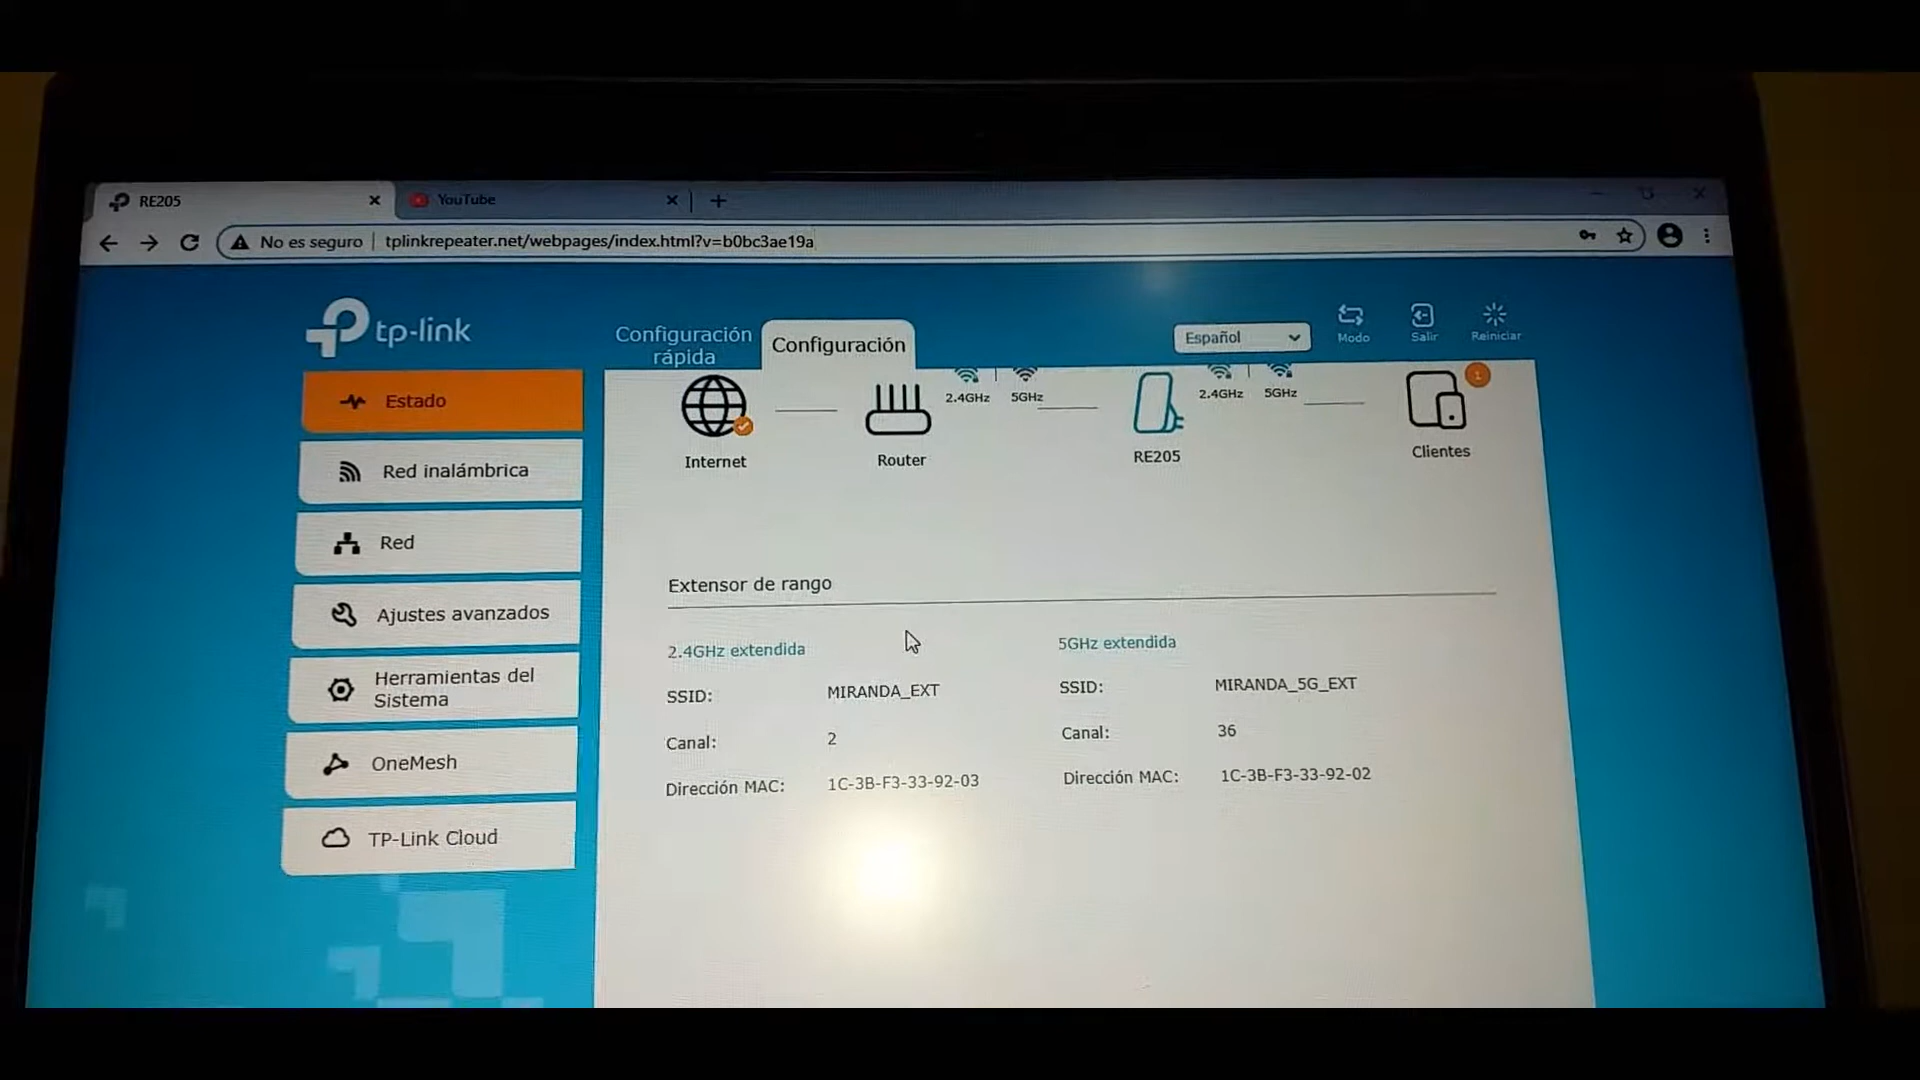 RE205
YouTube
No es seguro
tplinkrepeater.net/webpages/index.html?v=b0bc3ae19a
tp-link
Configuración
rápida
Configuración
Español
Modo
Salir
Reiniciar
Estado
Red inalámbrica
Red
Ajustes avanzados
Herramientas del
Sistema
OneMesh
TP-Link Cloud
2.4GHz
5GHz
2.4GHz
5GHz
1
Internet
Router
RE205
Clientes
Extensor de rango
2.4GHz extendida
SSID: MIRANDA_EXT
Canal: 2
Dirección MAC: 1C-3B-F3-33-92-03
5GHz extendida
SSID: MIRANDA_5G_EXT
Canal: 36
Dirección MAC: 1C-3B-F3-33-92-02